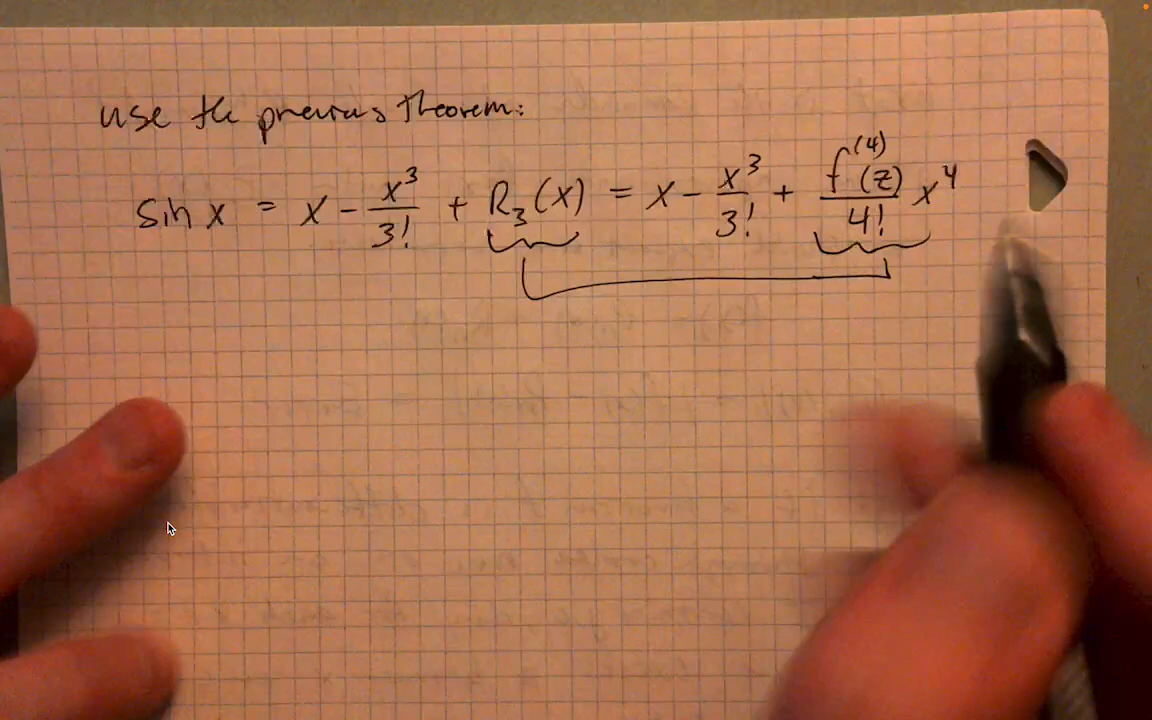 use the previous theorem:
sin x = x - x³/3! + R₃(x) = x - x³/3! + f⁽⁴⁾(z)/4! x⁴